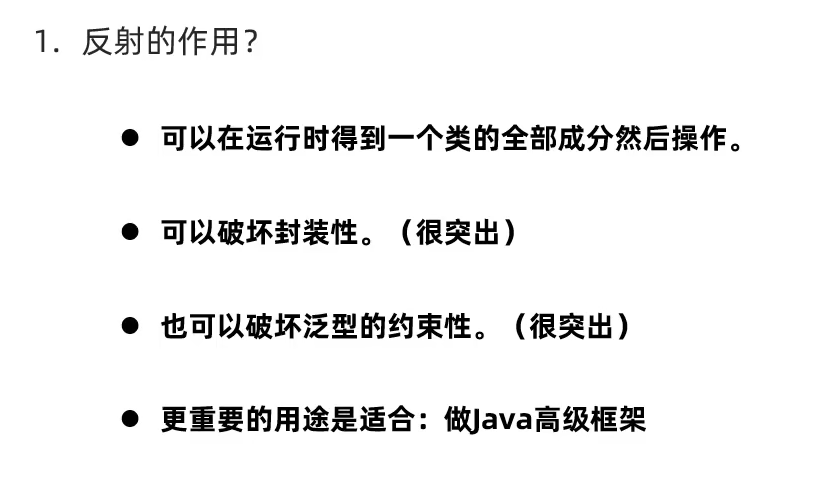 1. 反射的作用？
● 可以在运行时得到一个类的全部成分然后操作。
● 可以破坏封装性。（很突出）
● 也可以破坏泛型的约束性。（很突出）
● 更重要的用途是适合：做Java高级框架